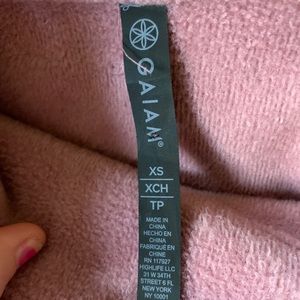 GAIAM®
XS
XCH
TP
MADE IN
CHINA
HECHO EN
CHINA
FABRIQUÉ EN
CHINE
RN 117927
HIGHLIFE LLC
31 W 34TH
STREET 6 FL
NEW YORK
NY 10001